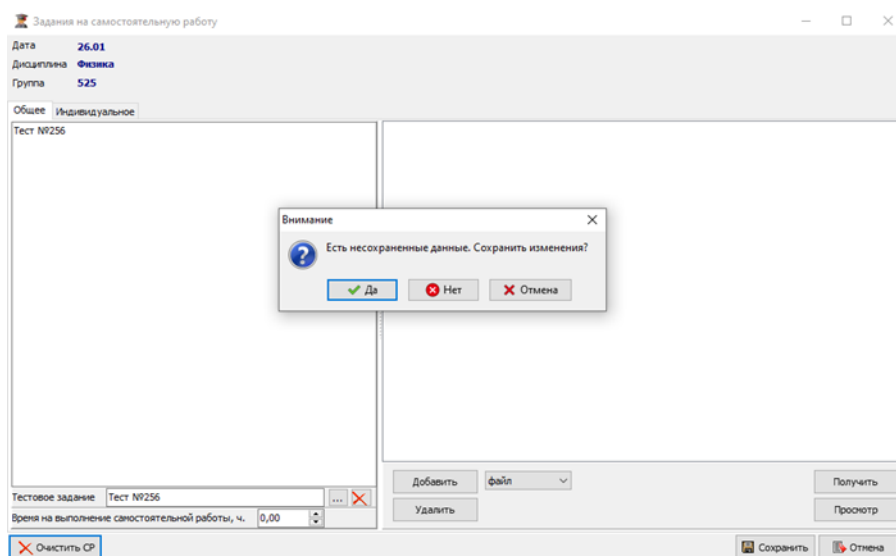 Задания на самостоятельную работу
Дата 26.01
Дисциплина Физика
Группа 525
Общее Индивидуальное
Тест №256
Внимание
Есть несохраненные данные. Сохранить изменения?
Да Нет Отмена
Добавить файл Получить
Удалить Просмотр
Тестовое задание Тест №256 ...
Время на выполнение самостоятельной работы, ч. 0,00
Очистить СР Сохранить Отмена